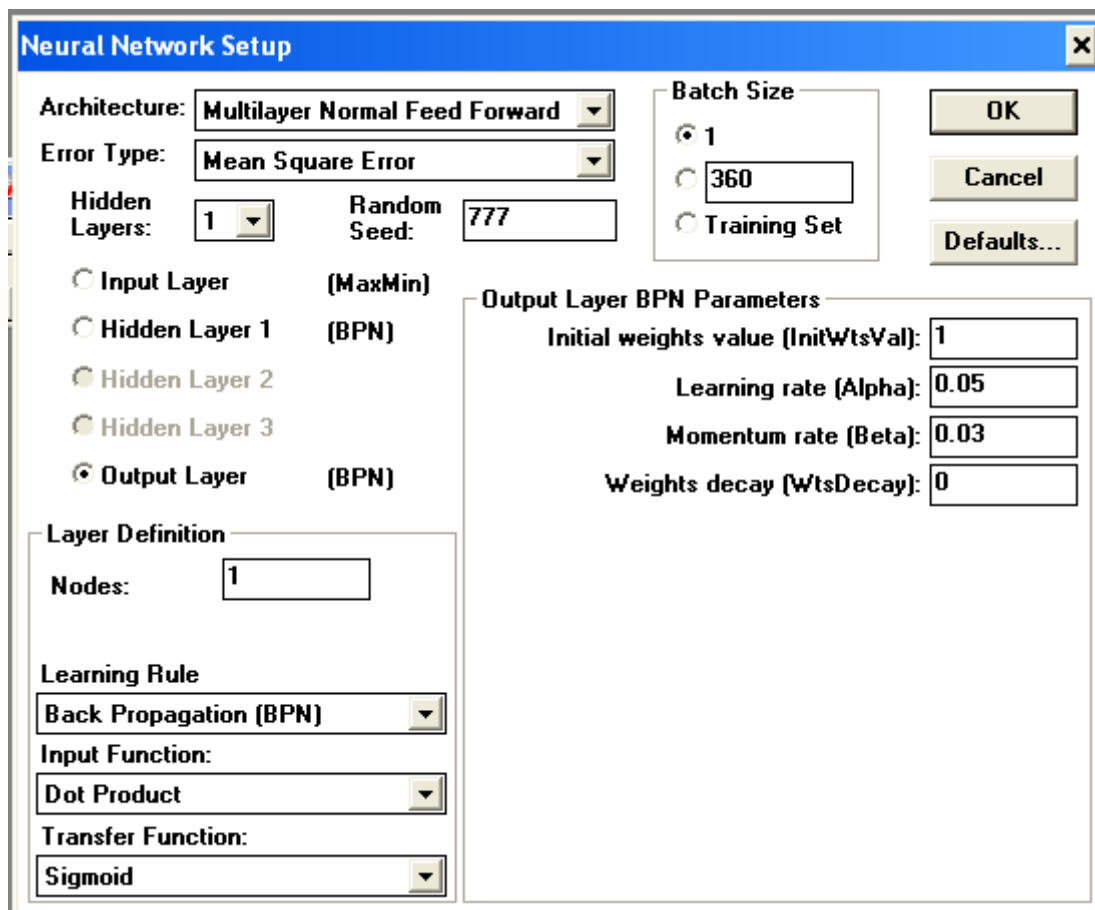 Neural Network Setup
Architecture: Multilayer Normal Feed Forward
Error Type: Mean Square Error
Hidden Layers: 1
Random Seed: 777
Batch Size
1
360
Training Set
OK
Cancel
Defaults...
Input Layer (MaxMin)
Hidden Layer 1 (BPN)
Hidden Layer 2
Hidden Layer 3
Output Layer (BPN)
Output Layer BPN Parameters
Initial weights value (InitWtsVal): 1
Learning rate (Alpha): 0.05
Momentum rate (Beta): 0.03
Weights decay (WtsDecay): 0
Layer Definition
Nodes: 1
Learning Rule
Back Propagation (BPN)
Input Function:
Dot Product
Transfer Function:
Sigmoid